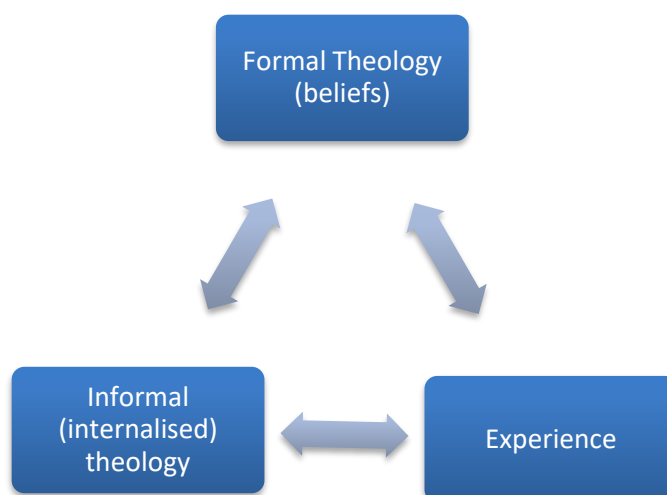 Formal Theology
(beliefs)
Informal
(internalised)
theology
Experience